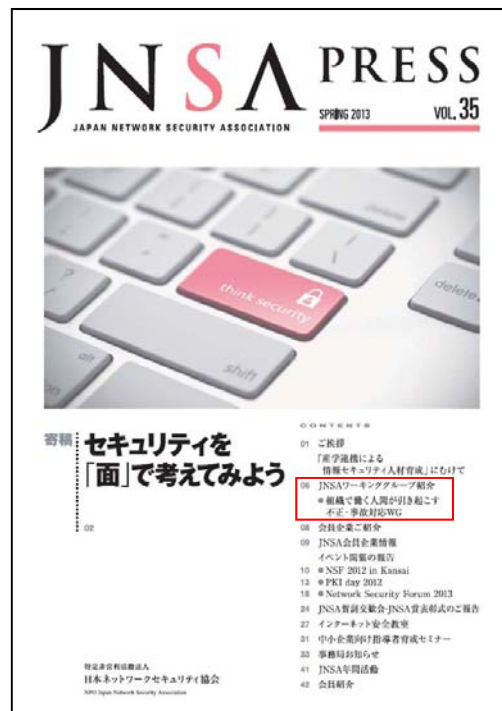 JNSA PRESS
JAPAN NETWORK SECURITY ASSOCIATION
SPRING 2013 VOL.35
think security
delete
alt
shift
寄稿
セキュリティを
「面」で考えてみよう
02
CONTENTS
01 ご挨拶
「産学連携による
情報セキュリティ人材育成」にむけて
06 JNSAワーキンググループ紹介
●組織で働く人間が引き起こす
不正・事故対応WG
08 会員企業ご紹介
09 JNSA会員企業情報
イベント開催の報告
10 ●NSF 2012 in Kansai
13 ●PKI day 2012
18 ●Network Security Forum 2013
24 JNSA賀詞交歓会・JNSA賞表彰式のご報告
27 インターネット安全教室
31 中小企業向け指導者育成セミナー
33 事務局お知らせ
41 JNSA年間活動
42 会員紹介
特定非営利活動法人
日本ネットワークセキュリティ協会
NPO Japan Network Security Association